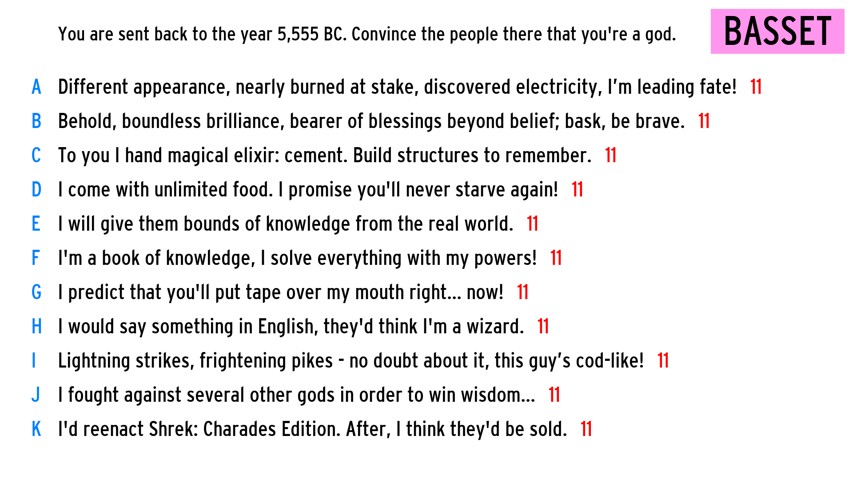 You are sent back to the year 5,555 BC. Convince the people there that you're a god.
BASSET
A Different appearance, nearly burned at stake, discovered electricity, I’m leading fate! 11
B Behold, boundless brilliance, bearer of blessings beyond belief; bask, be brave. 11
C To you I hand magical elixir: cement. Build structures to remember. 11
D I come with unlimited food. I promise you'll never starve again! 11
E I will give them bounds of knowledge from the real world. 11
F I'm a book of knowledge, I solve everything with my powers! 11
G I predict that you'll put tape over my mouth right... now! 11
H I would say something in English, they'd think I'm a wizard. 11
I Lightning strikes, frightening pikes - no doubt about it, this guy’s cod-like! 11
J I fought against several other gods in order to win wisdom... 11
K I'd reenact Shrek: Charades Edition. After, I think they'd be sold. 11